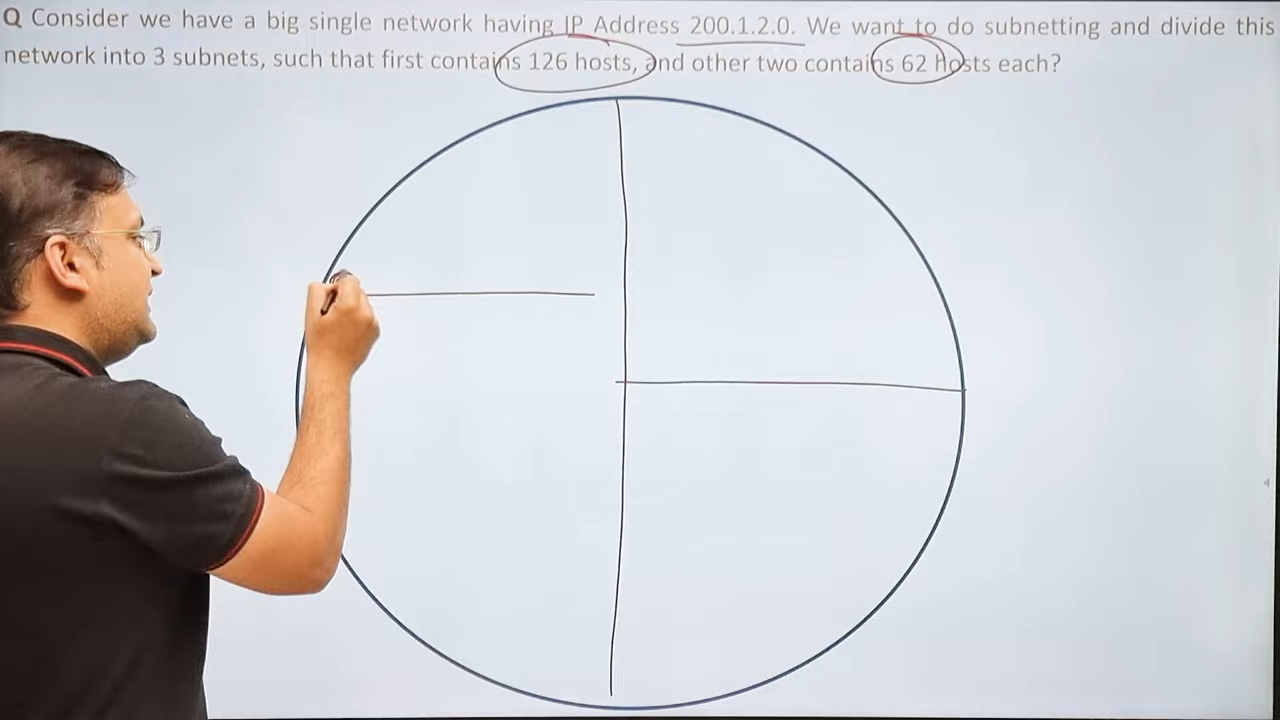 Q Consider we have a big single network having IP Address 200.1.2.0. We want to do subnetting and divide this
network into 3 subnets, such that first contains 126 hosts, and other two contains 62 hosts each?